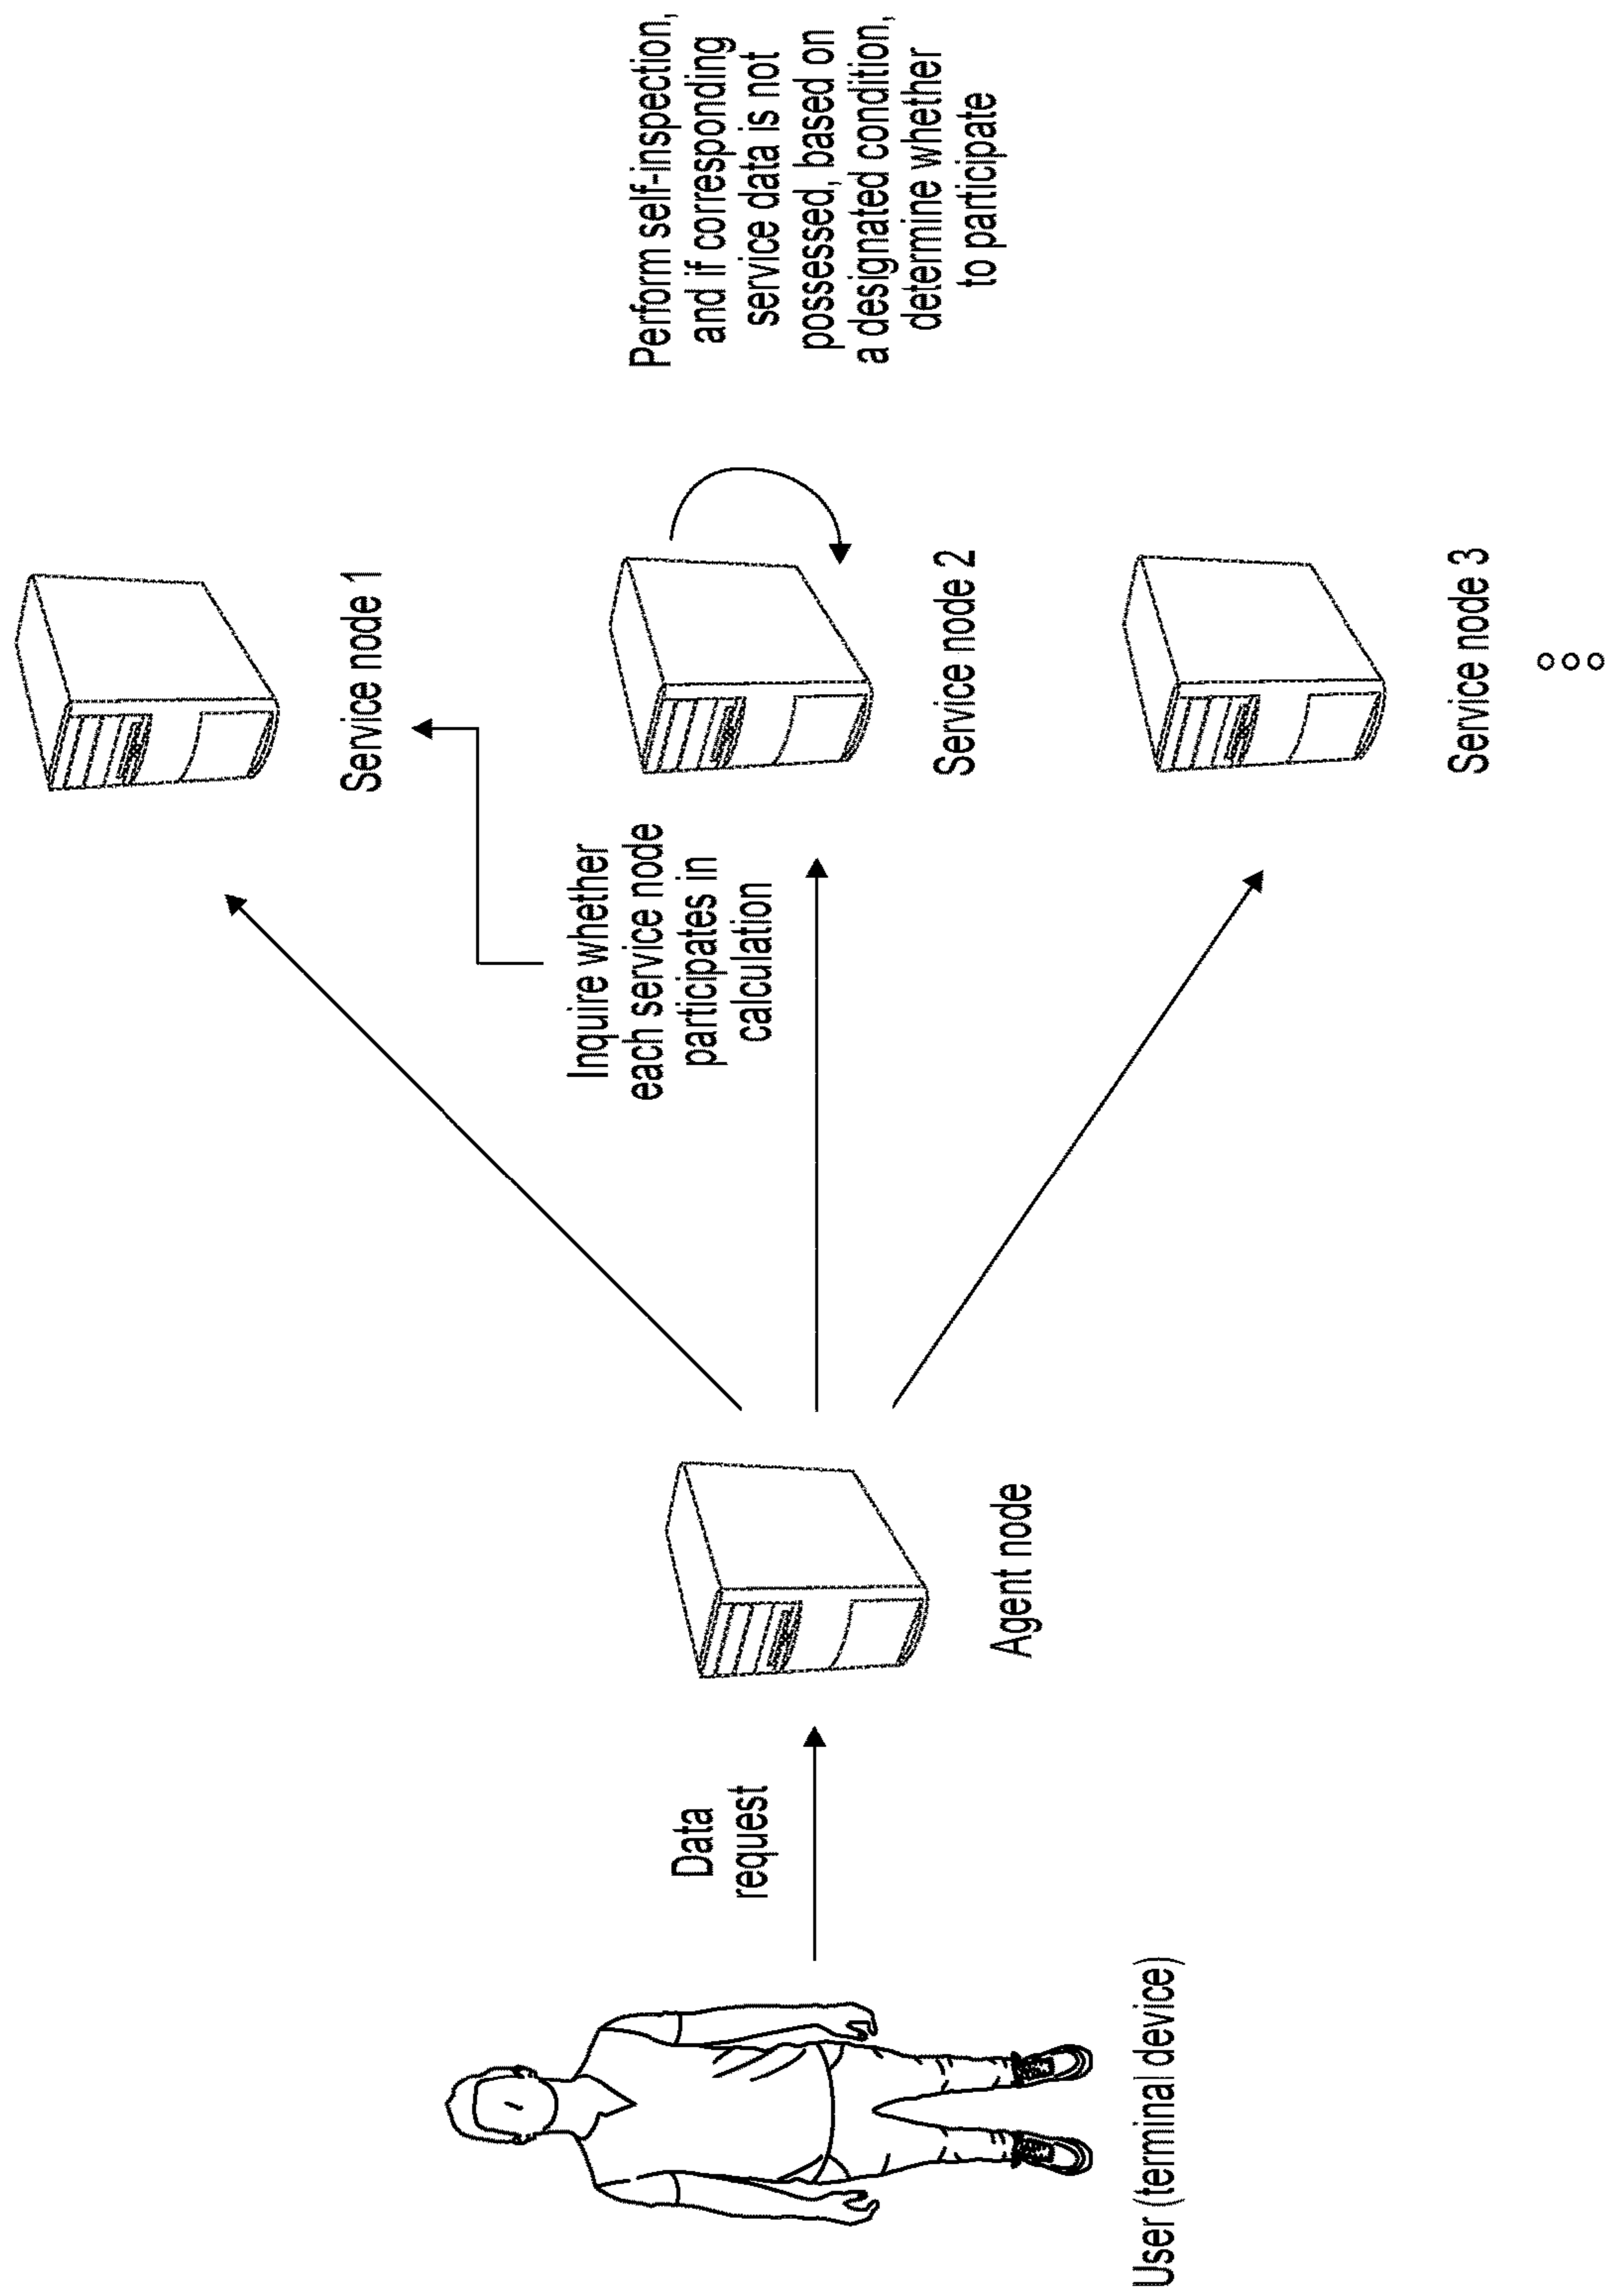 User (terminal device)
Data
request
Agent node
Inquire whether
each service node
participates in
calculation
Service node 1
Service node 2
Service node 3
Perform self-inspection,
and if corresponding
service data is not
possessed, based on
a designated condition,
determine whether
to participate